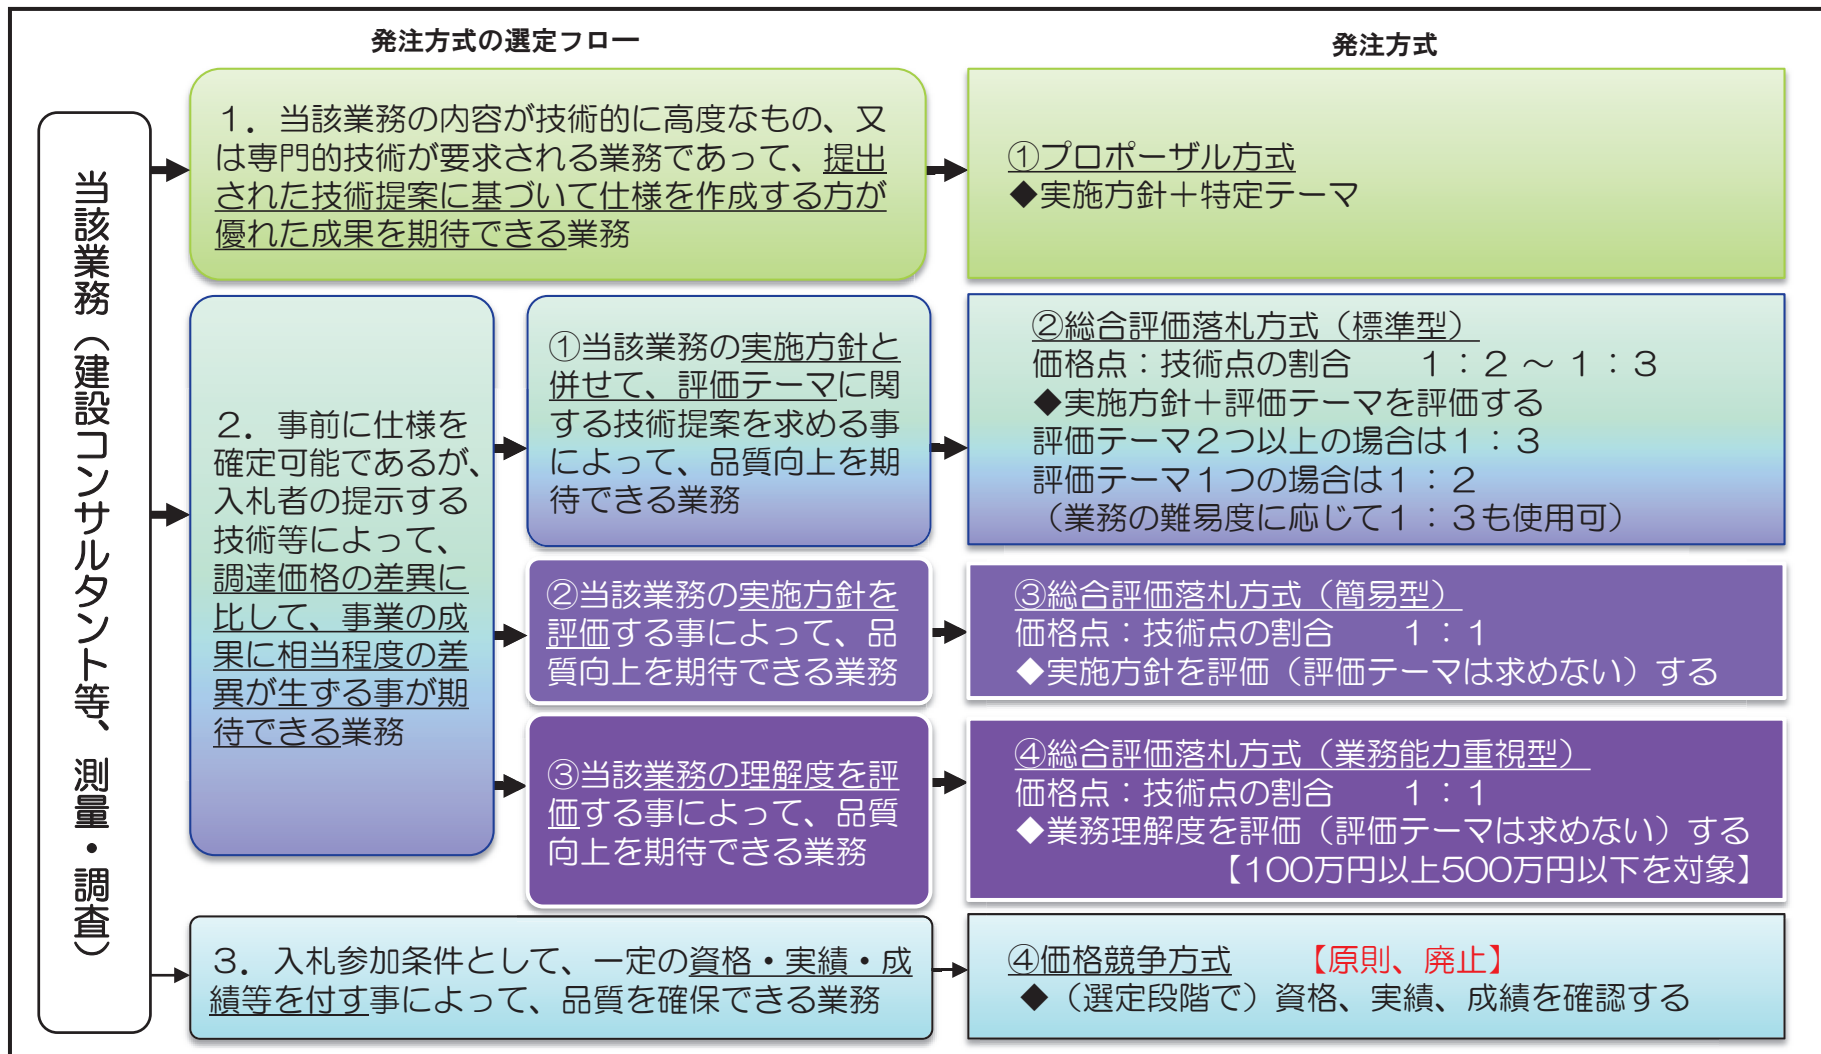 発注方式の選定フロー
発注方式
当該業務（建設コンサルタント等、測量・調査）
１．当該業務の内容が技術的に高度なもの、又
は専門的技術が要求される業務であって、提出
された技術提案に基づいて仕様を作成する方が
優れた成果を期待できる業務
①プロポーザル方式
◆実施方針＋特定テーマ
２．事前に仕様を
確定可能であるが、
入札者の提示する
技術等によって、
調達価格の差異に
比して、事業の成
果に相当程度の差
異が生ずる事が期
待できる業務
①当該業務の実施方針と
併せて、評価テーマに関
する技術提案を求める事
によって、品質向上を期
待できる業務
②総合評価落札方式（標準型）
価格点：技術点の割合　　１：２～１：３
◆実施方針＋評価テーマを評価する
評価テーマ２つ以上の場合は１：３
評価テーマ１つの場合は１：２
（業務の難易度に応じて１：３も使用可）
②当該業務の実施方針を
評価する事によって、品
質向上を期待できる業務
③総合評価落札方式（簡易型）
価格点：技術点の割合　　１：１
◆実施方針を評価（評価テーマは求めない）する
③当該業務の理解度を評
価する事によって、品質
向上を期待できる業務
④総合評価落札方式（業務能力重視型）
価格点：技術点の割合　　１：１
◆業務理解度を評価（評価テーマは求めない）する
【100万円以上500万円以下を対象】
３．入札参加条件として、一定の資格・実績・成
績等を付す事によって、品質を確保できる業務
④価格競争方式　　【原則、廃止】
◆（選定段階で）資格、実績、成績を確認する